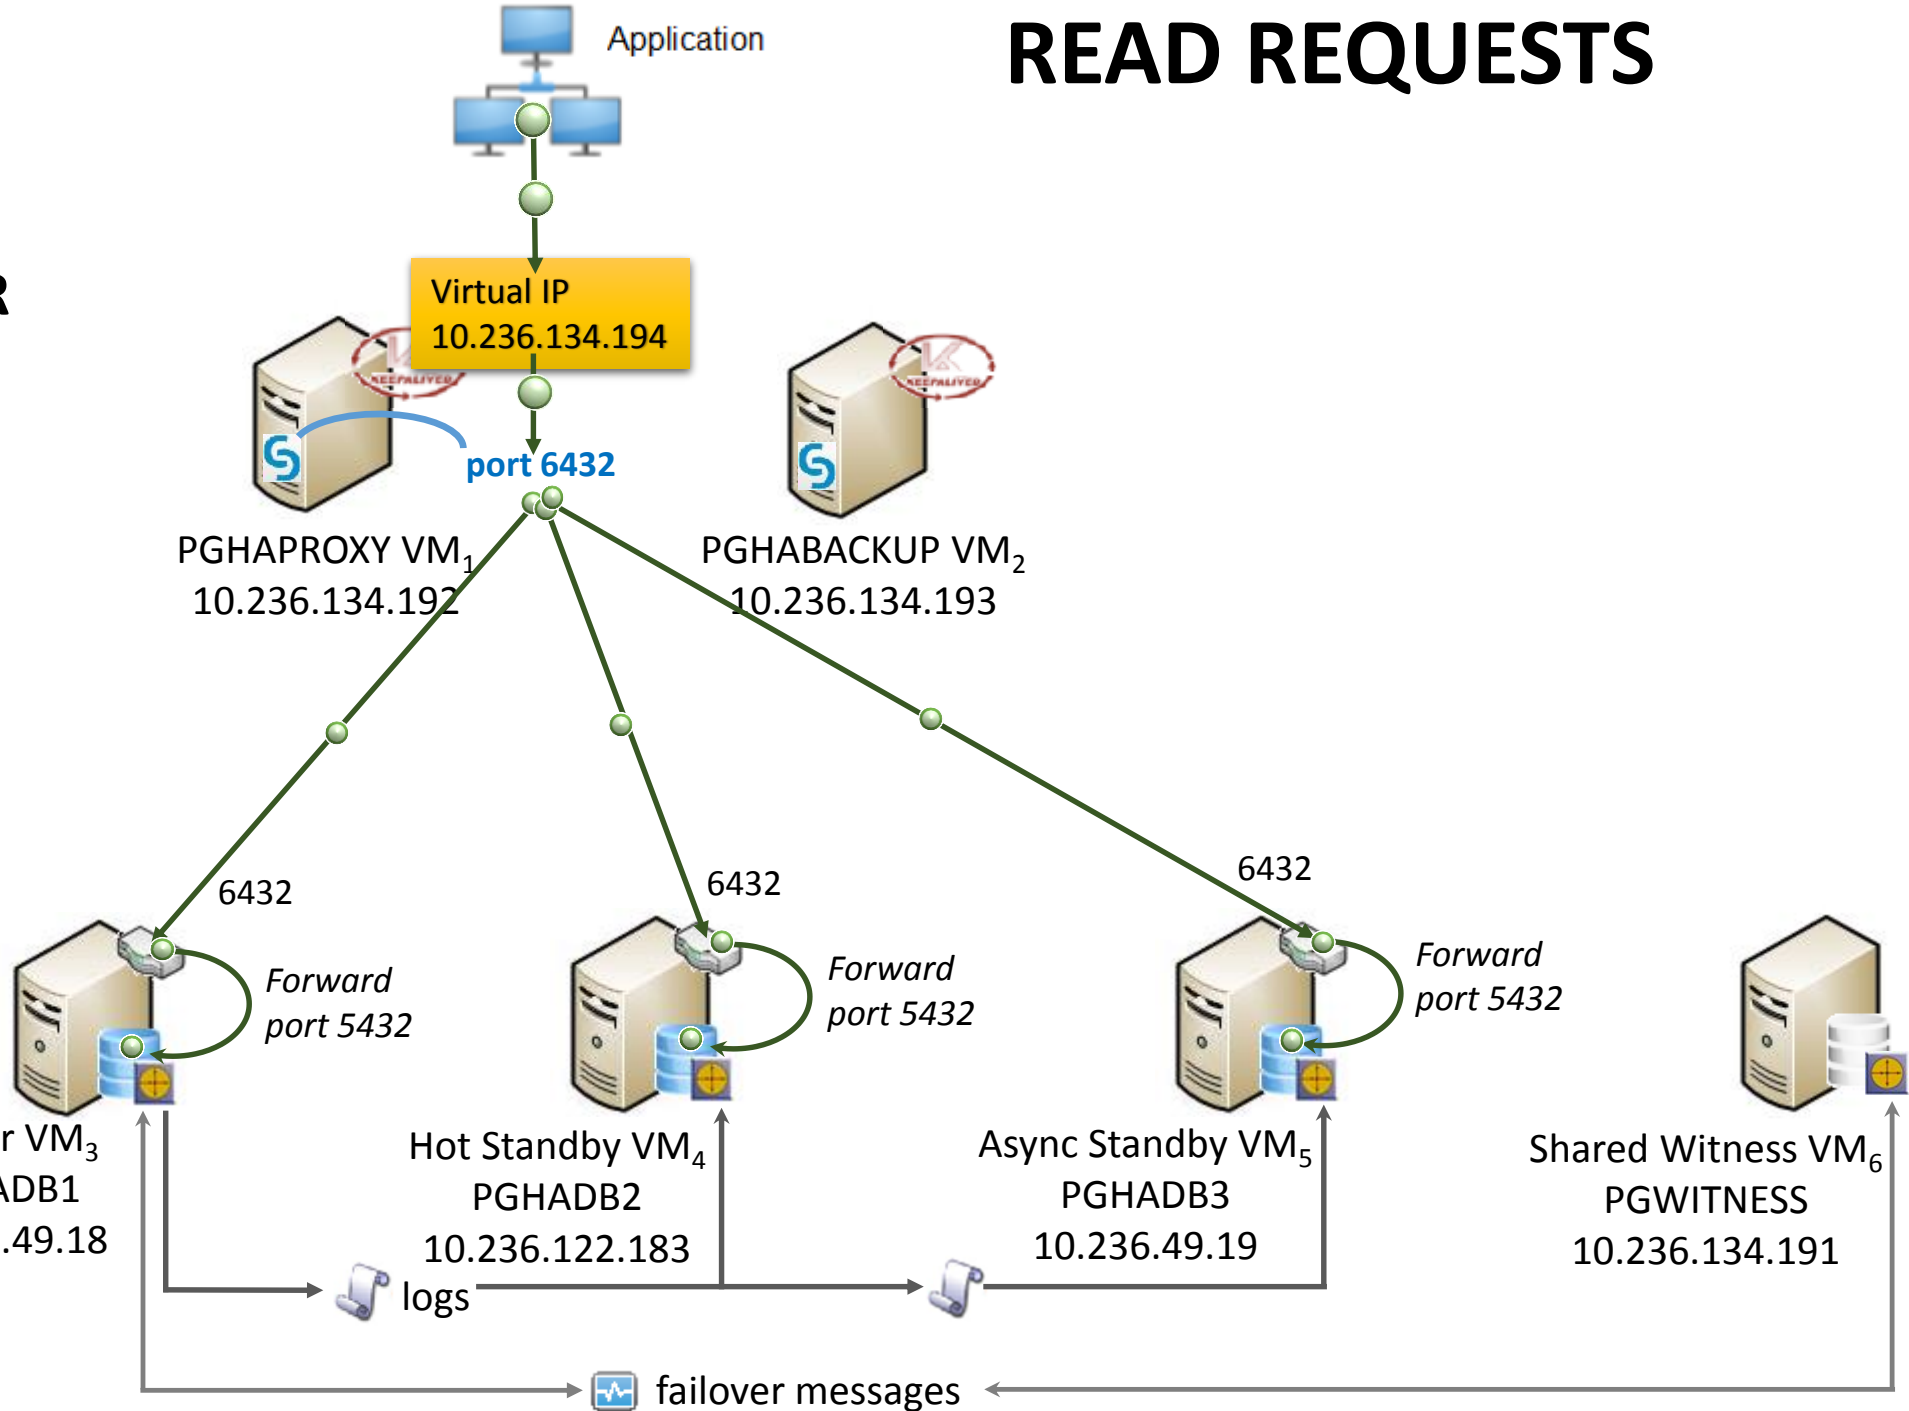 Application
READ REQUESTS
R
Virtual IP
10.236.134.194
KEEPALIVED
KEEPALIVED
port 6432
PGHAPROXY VM1
10.236.134.192
PGHABACKUP VM2
10.236.134.193
6432
6432
6432
Forward
port 5432
Forward
port 5432
Forward
port 5432
r VM3
ADB1
.49.18
Hot Standby VM4
PGHADB2
10.236.122.183
Async Standby VM5
PGHADB3
10.236.49.19
Shared Witness VM6
PGWITNESS
10.236.134.191
logs
failover messages